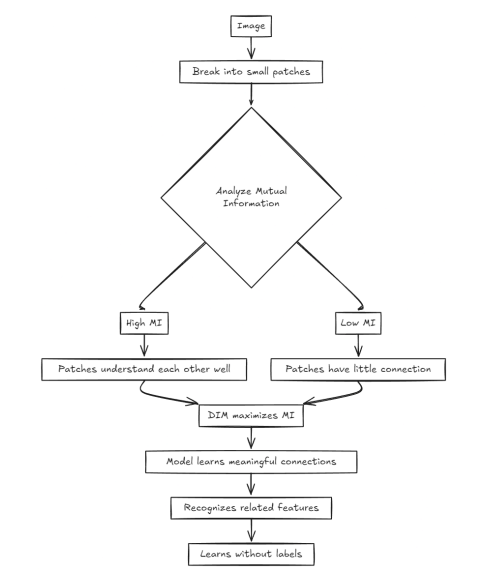 Image
Break into small patches
Analyze Mutual
Information
High MI
Low MI
Patches understand each other well
Patches have little connection
DIM maximizes MI
Model learns meaningful connections
Recognizes related features
Learns without labels